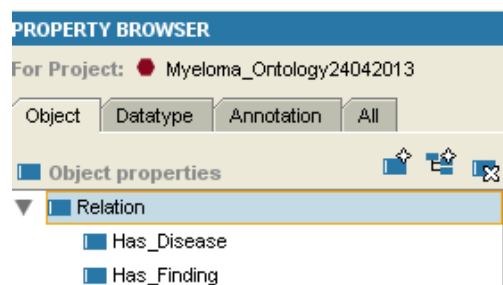 PROPERTY BROWSER
For Project: Myeloma_Ontology24042013
Object Datatype Annotation All
Object properties
Relation
Has_Disease
Has_Finding